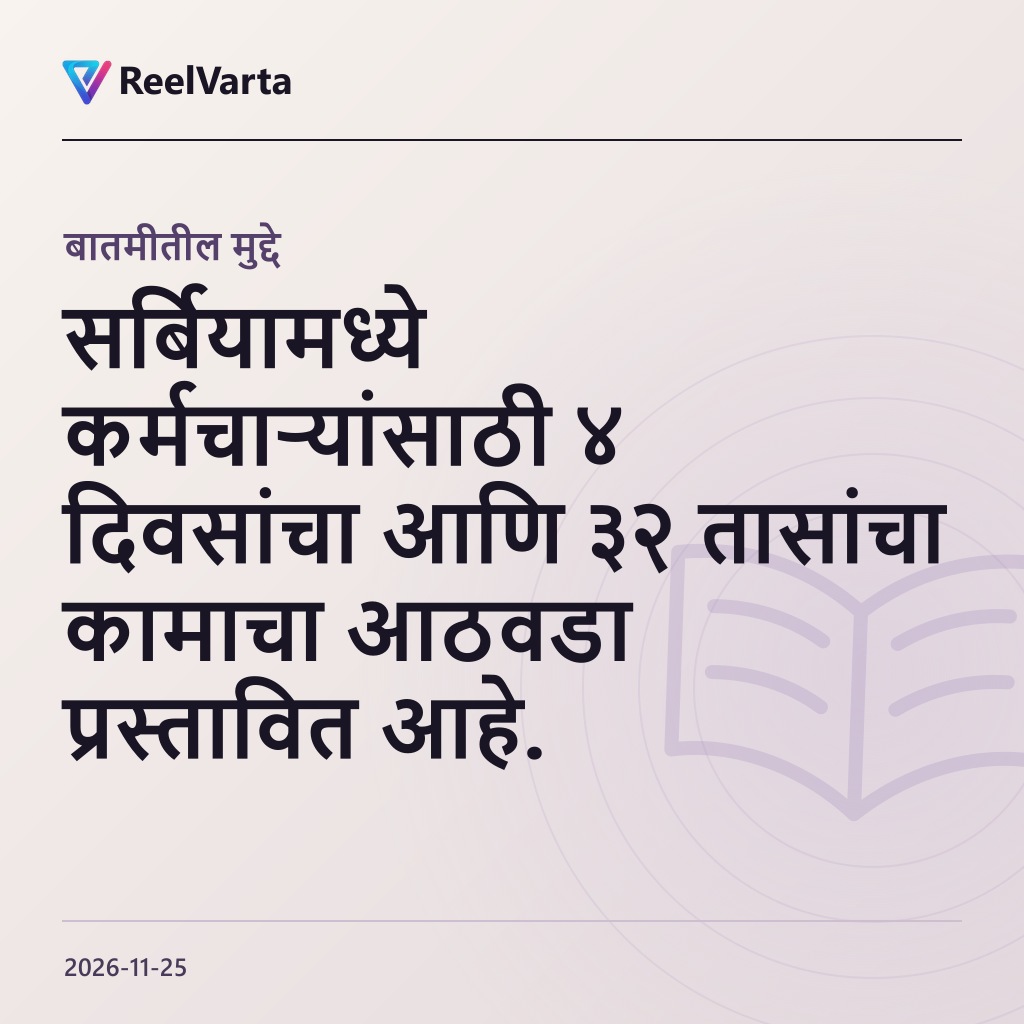 ReelVarta
बातमीतील मुद्दे
सर्बियामध्ये
कर्मचाऱ्यांसाठी ४
दिवसांचा आणि ३२ तासांचा
कामाचा आठवडा
प्रस्तावित आहे.
2026-11-25